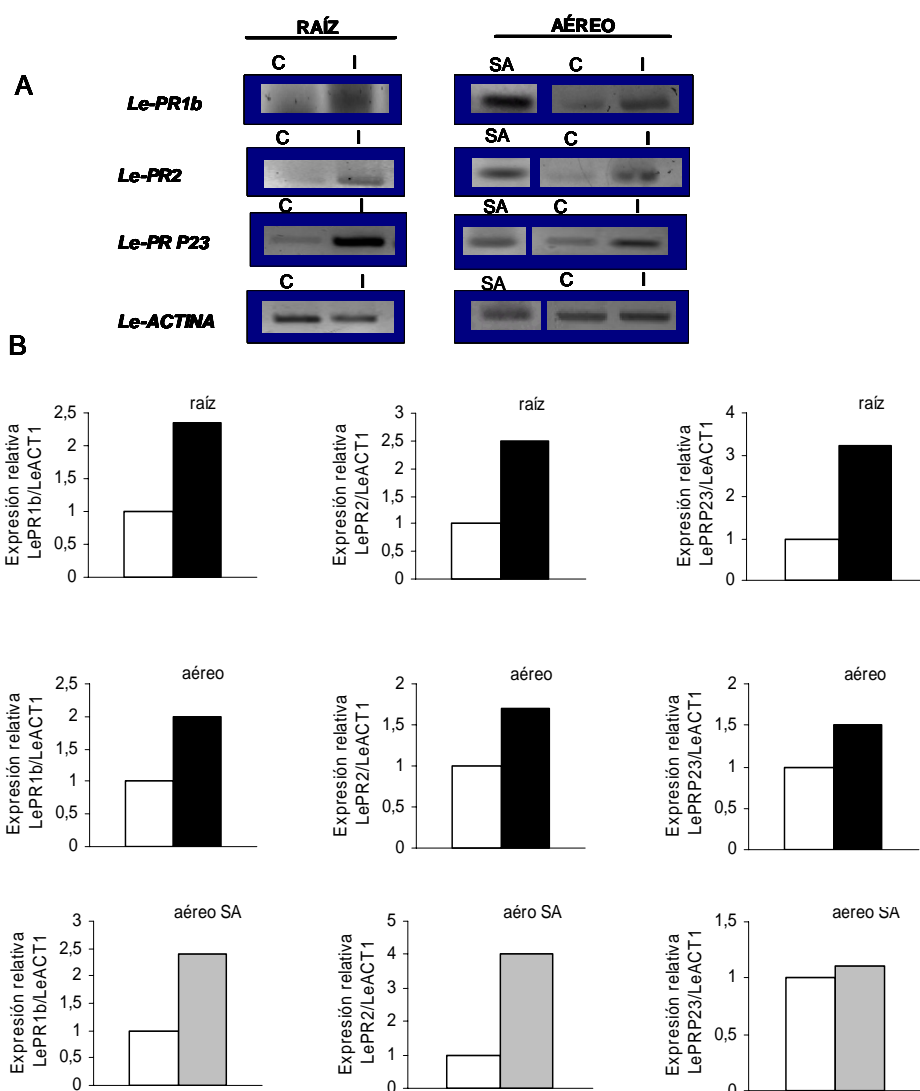 RAÍZ AÉREO
A
C I SA C I
Le-PR1b
C I SA C I
Le-PR2
C I SA C I
Le-PR P23
C I SA C I
Le-ACTINA
B
raíz
Expresión relativa
LePR1b/LeACT1
2,5
2
1,5
1
0,5
0
raíz
Expresión relativa
LePR2/LeACT1
3
2,5
2
1,5
1
0,5
0
raíz
Expresión relativa
LePRP23/LeACT1
4
3
2
1
0
aéreo
Expresión relativa
LePR1b/LeACT1
2,5
2
1,5
1
0,5
0
aéreo
Expresión relativa
LePR2/LeACT1
2
1,5
1
0,5
0
aéreo
Expresión relativa
LePRP23/LeACT1
2
1,5
1
0,5
0
aéreo SA
Expresión relativa
LePR1b/LeACT1
3
2,5
2
1,5
1
0,5
0
aéro SA
Expresión relativa
LePR2/LeACT1
5
4
3
2
1
0
aereo SA
Expresión relativa
LePRP23/LeACT1
1,5
1
0,5
0